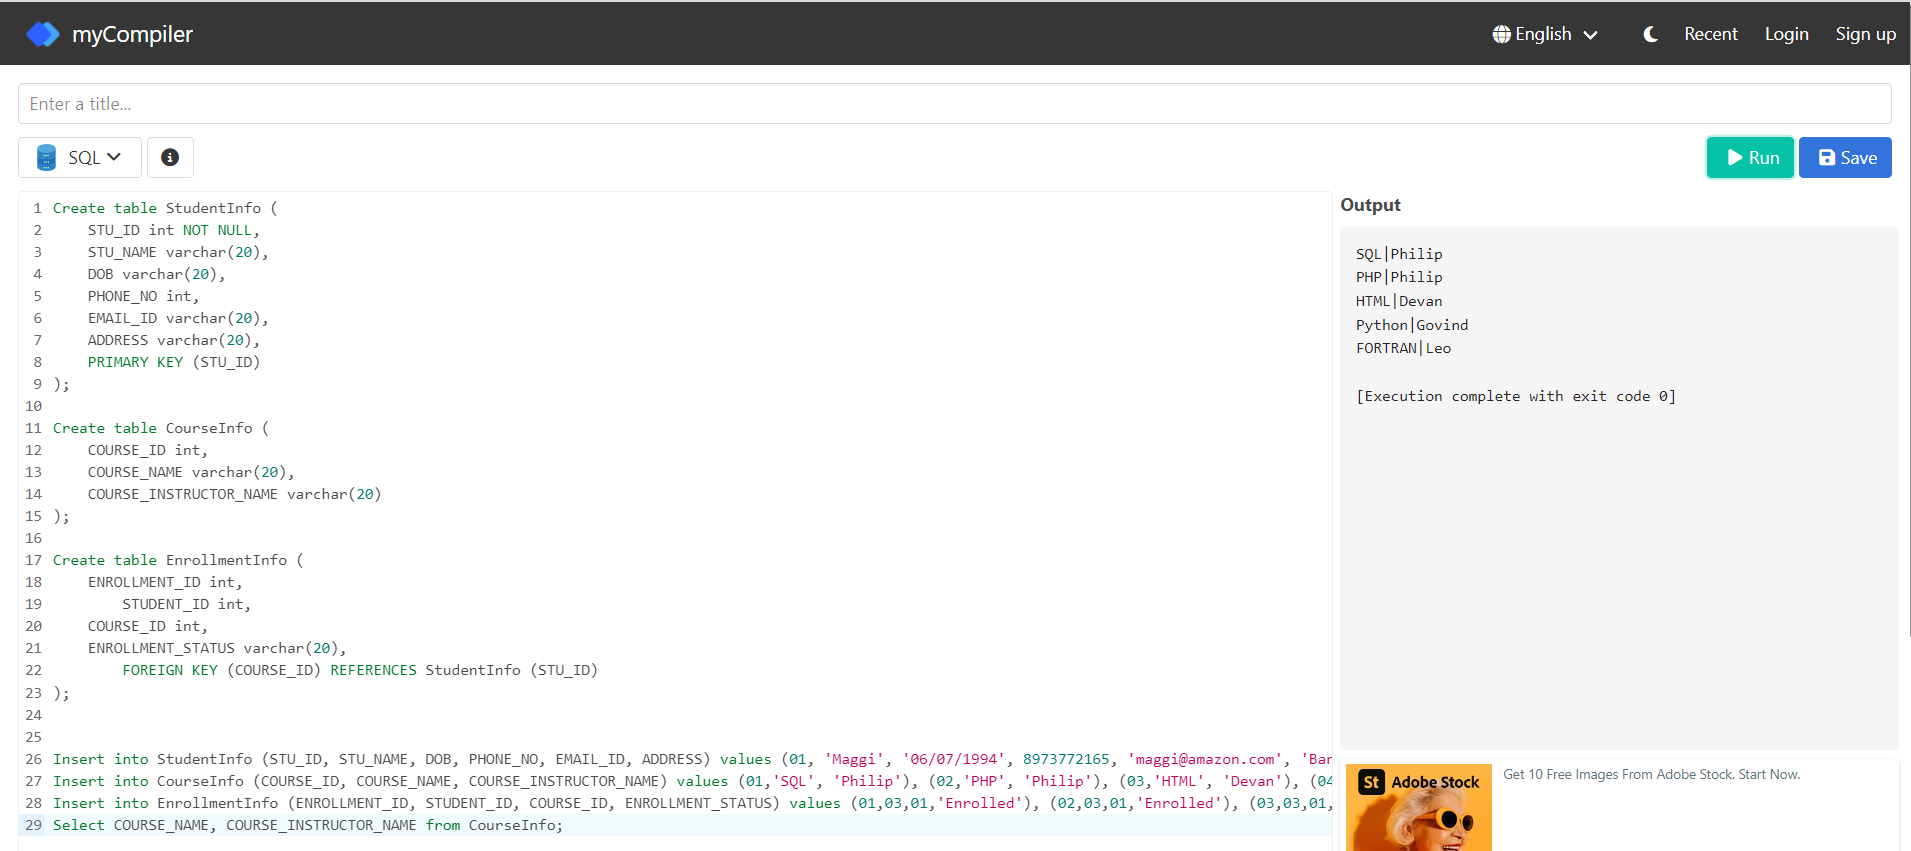 myCompiler
English
Recent
Login
Sign up
Enter a title...
SQL
Run
Save
1 Create table StudentInfo (
2 STU_ID int NOT NULL,
3 STU_NAME varchar(20),
4 DOB varchar(20),
5 PHONE_NO int,
6 EMAIL_ID varchar(20),
7 ADDRESS varchar(20),
8 PRIMARY KEY (STU_ID)
9 );
10
11 Create table CourseInfo (
12 COURSE_ID int,
13 COURSE_NAME varchar(20),
14 COURSE_INSTRUCTOR_NAME varchar(20)
15 );
16
17 Create table EnrollmentInfo (
18 ENROLLMENT_ID int,
19 STUDENT_ID int,
20 COURSE_ID int,
21 ENROLLMENT_STATUS varchar(20),
22 FOREIGN KEY (COURSE_ID) REFERENCES StudentInfo (STU_ID)
23 );
24
25
26 Insert into StudentInfo (STU_ID, STU_NAME, DOB, PHONE_NO, EMAIL_ID, ADDRESS) values (01, 'Maggi', '06/07/1994', 8973772165, 'maggi@amazon.com', 'Ban
27 Insert into CourseInfo (COURSE_ID, COURSE_NAME, COURSE_INSTRUCTOR_NAME) values (01,'SQL', 'Philip'), (02,'PHP', 'Philip'), (03,'HTML', 'Devan'), (04
28 Insert into EnrollmentInfo (ENROLLMENT_ID, STUDENT_ID, COURSE_ID, ENROLLMENT_STATUS) values (01,03,01,'Enrolled'), (02,03,01,'Enrolled'), (03,03,01,
29 Select COURSE_NAME, COURSE_INSTRUCTOR_NAME from CourseInfo;
Output
SQL|Philip
PHP|Philip
HTML|Devan
Python|Govind
FORTRAN|Leo
[Execution complete with exit code 0]
St Adobe Stock
Get 10 Free Images From Adobe Stock. Start Now.